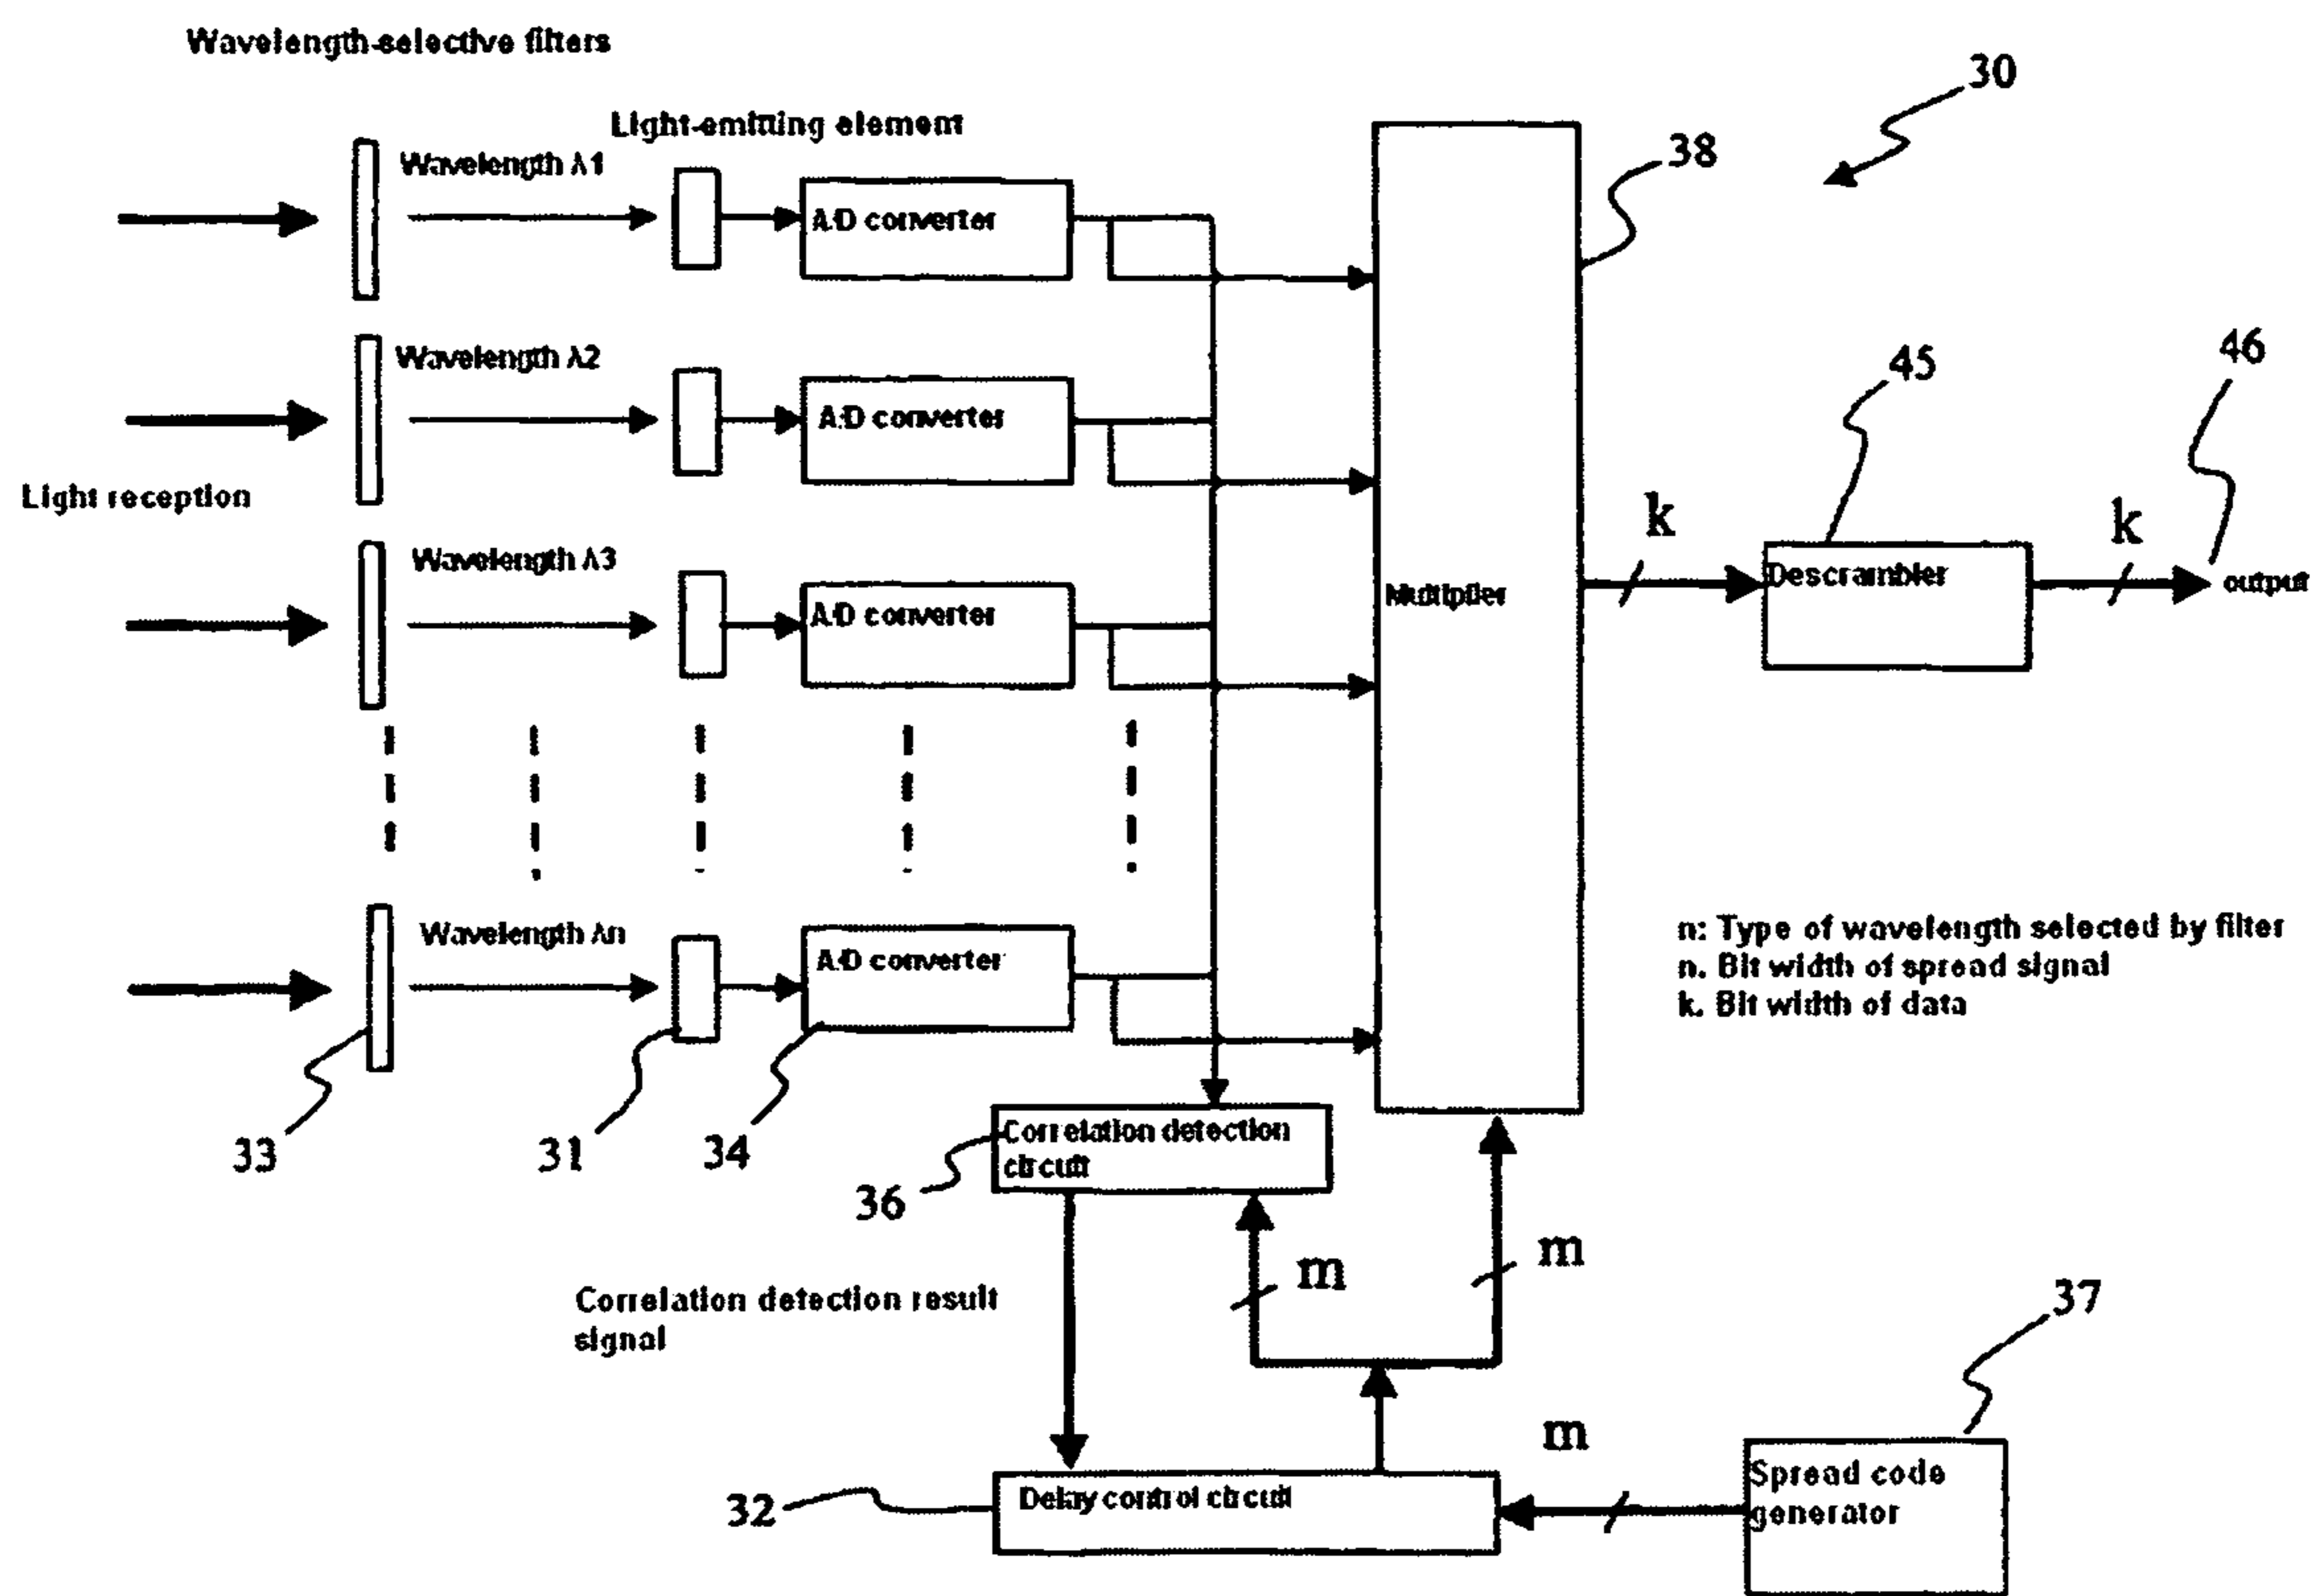 Wavelength-selective filters
30
Light-emitting element
38
Wavelength λ1
A/D converter
Wavelength λ2
A/D converter
45
46
Light reception
k
k
Wavelength λ3
A/D converter
Multiplier
Descrambler
output
Wavelength λn
A/D converter
n: Type of wavelength selected by filter
n. Bit width of spread signal
k. Bit width of data
33
31
34
Correlation detection
circuit
36
m
m
Correlation detection result
signal
37
m
32
Delay control circuit
Spread code
generator